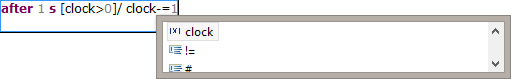 after 1 s [clock>0]/ clock-=1
(x) clock
!=
#